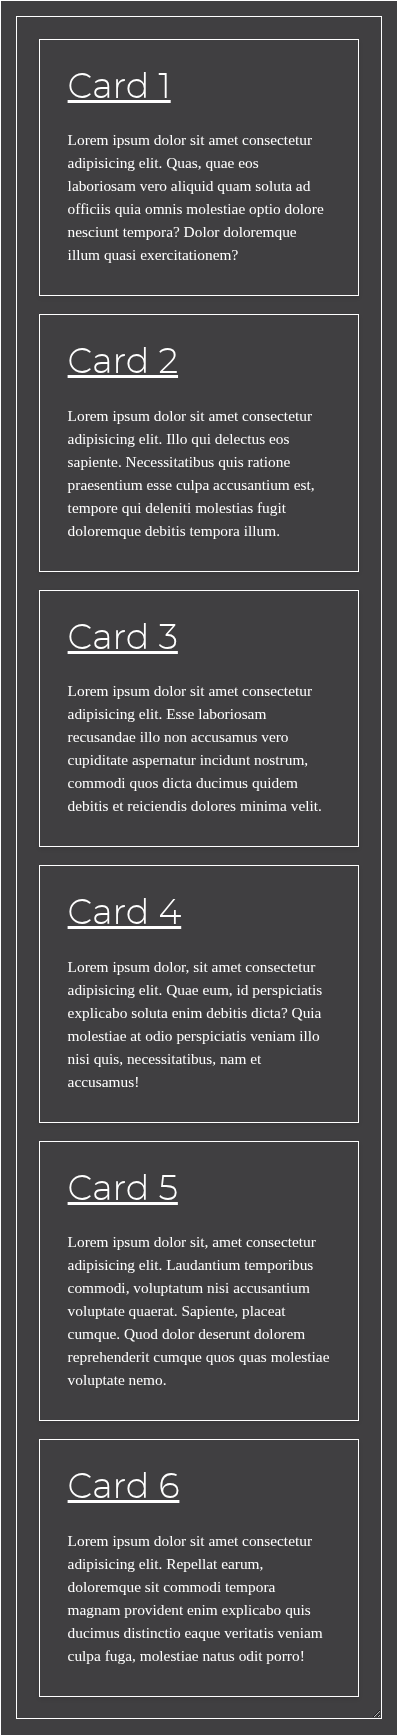 Card 1
Lorem ipsum dolor sit amet consectetur
adipisicing elit. Quas, quae eos
laboriosam vero aliquid quam soluta ad
officiis quia omnis molestiae optio dolore
nesciunt tempora? Dolor doloremque
illum quasi exercitationem?
Card 2
Lorem ipsum dolor sit amet consectetur
adipisicing elit. Illo qui delectus eos
sapiente. Necessitatibus quis ratione
praesentium esse culpa accusantium est,
tempore qui deleniti molestias fugit
doloremque debitis tempora illum.
Card 3
Lorem ipsum dolor sit amet consectetur
adipisicing elit. Esse laboriosam
recusandae illo non accusamus vero
cupiditate aspernatur incidunt nostrum,
commodi quos dicta ducimus quidem
debitis et reiciendis dolores minima velit.
Card 4
Lorem ipsum dolor, sit amet consectetur
adipisicing elit. Quae eum, id perspiciatis
explicabo soluta enim debitis dicta? Quia
molestiae at odio perspiciatis veniam illo
nisi quis, necessitatibus, nam et
accusamus!
Card 5
Lorem ipsum dolor sit, amet consectetur
adipisicing elit. Laudantium temporibus
commodi, voluptatum nisi accusantium
voluptate quaerat. Sapiente, placeat
cumque. Quod dolor deserunt dolorem
reprehenderit cumque quos quas molestiae
voluptate nemo.
Card 6
Lorem ipsum dolor sit amet consectetur
adipisicing elit. Repellat earum,
doloremque sit commodi tempora
magnam provident enim explicabo quis
ducimus distinctio eaque veritatis veniam
culpa fuga, molestiae natus odit porro!